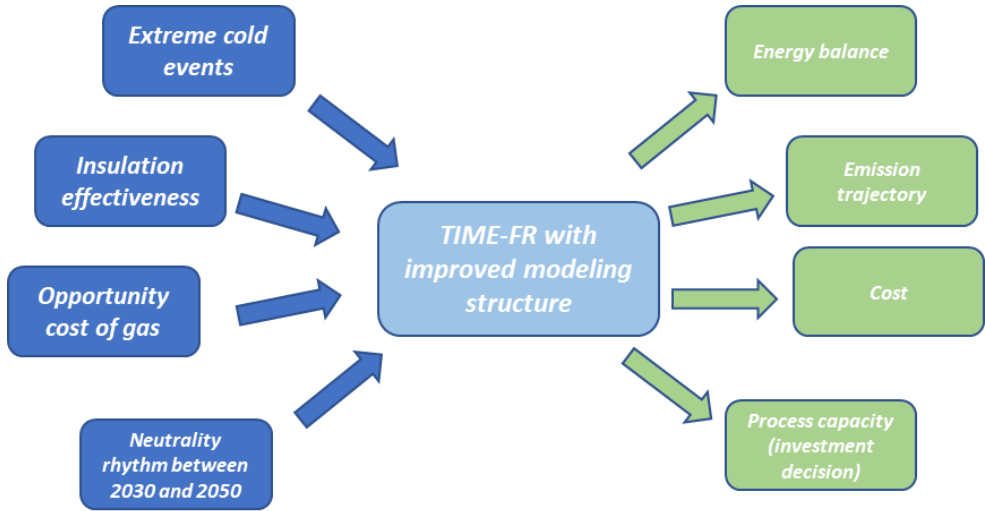 Extreme cold
events
Insulation
effectiveness
Opportunity
cost of gas
Neutrality
rhythm between
2030 and 2050
TIME-FR with
improved modeling
structure
Energy balance
Emission
trajectory
Cost
Process capacity
(investment
decision)